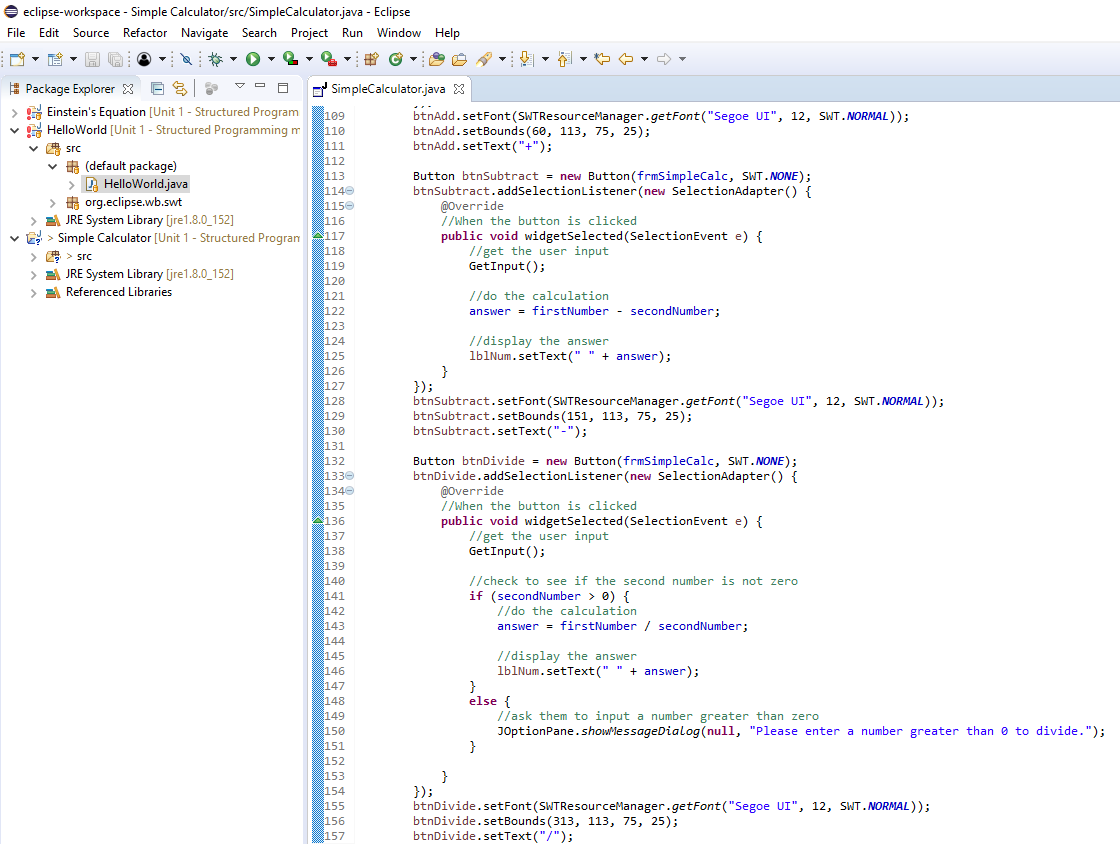 eclipse-workspace - Simple Calculator/src/SimpleCalculator.java - Eclipse
File Edit Source Refactor Navigate Search Project Run Window Help
Package Explorer
Einstein's Equation [Unit 1 - Structured Program
HelloWorld [Unit 1 - Structured Programming m
src
(default package)
HelloWorld.java
org.eclipse.wb.swt
JRE System Library [jre1.8.0_152]
> Simple Calculator [Unit 1 - Structured Program
> src
JRE System Library [jre1.8.0_152]
Referenced Libraries
SimpleCalculator.java
109 btnAdd.setFont(SWTResourceManager.getFont("Segoe UI", 12, SWT.NORMAL));
110 btnAdd.setBounds(60, 113, 75, 25);
111 btnAdd.setText("+");
112
113 Button btnSubtract = new Button(frmSimpleCalc, SWT.NONE);
114 btnSubtract.addSelectionListener(new SelectionAdapter() {
115 @Override
116 //When the button is clicked
117 public void widgetSelected(SelectionEvent e) {
118 //get the user input
119 GetInput();
120
121 //do the calculation
122 answer = firstNumber - secondNumber;
123
124 //display the answer
125 lblNum.setText(" " + answer);
126 }
127 });
128 btnSubtract.setFont(SWTResourceManager.getFont("Segoe UI", 12, SWT.NORMAL));
129 btnSubtract.setBounds(151, 113, 75, 25);
130 btnSubtract.setText("-");
131
132 Button btnDivide = new Button(frmSimpleCalc, SWT.NONE);
133 btnDivide.addSelectionListener(new SelectionAdapter() {
134 @Override
135 //When the button is clicked
136 public void widgetSelected(SelectionEvent e) {
137 //get the user input
138 GetInput();
139
140 //check to see if the second number is not zero
141 if (secondNumber > 0) {
142 //do the calculation
143 answer = firstNumber / secondNumber;
144
145 //display the answer
146 lblNum.setText(" " + answer);
147 }
148 else {
149 //ask them to input a number greater than zero
150 JOptionPane.showMessageDialog(null, "Please enter a number greater than 0 to divide.");
151 }
152
153 }
154 });
155 btnDivide.setFont(SWTResourceManager.getFont("Segoe UI", 12, SWT.NORMAL));
156 btnDivide.setBounds(313, 113, 75, 25);
157 btnDivide.setText("/");